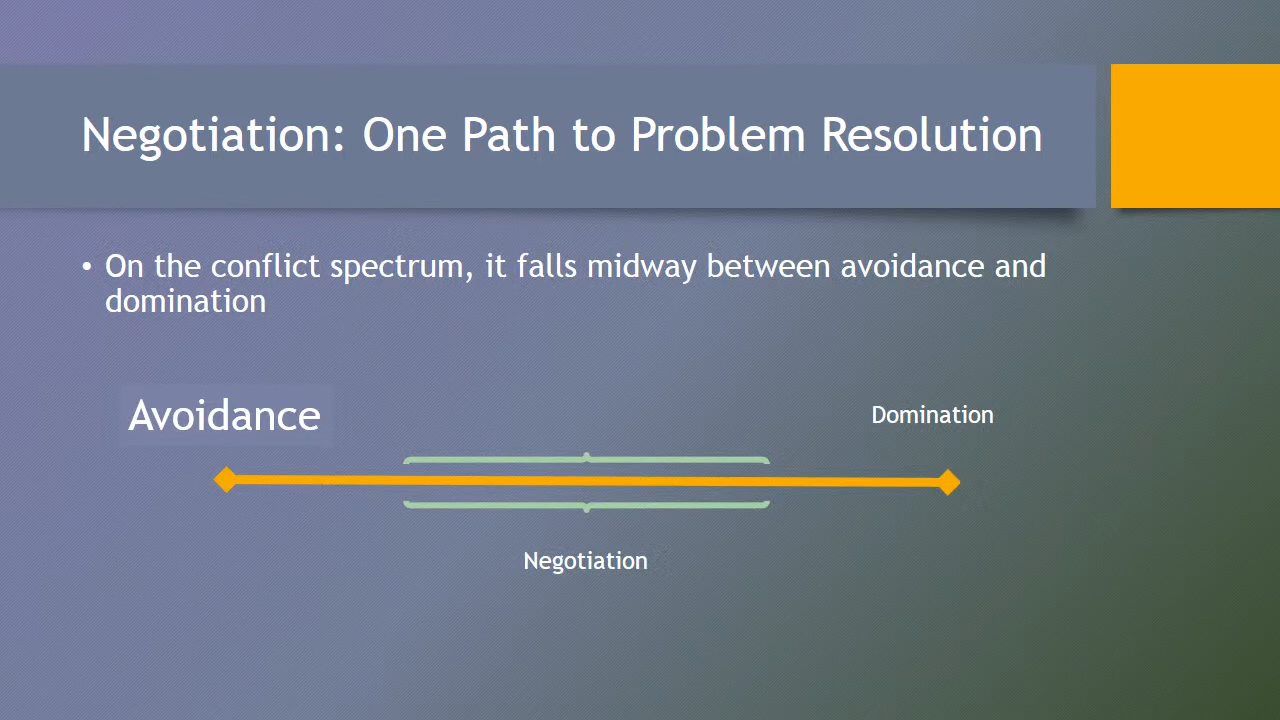 Negotiation: One Path to Problem Resolution
• On the conflict spectrum, it falls midway between avoidance and
domination
Avoidance
Domination
Negotiation